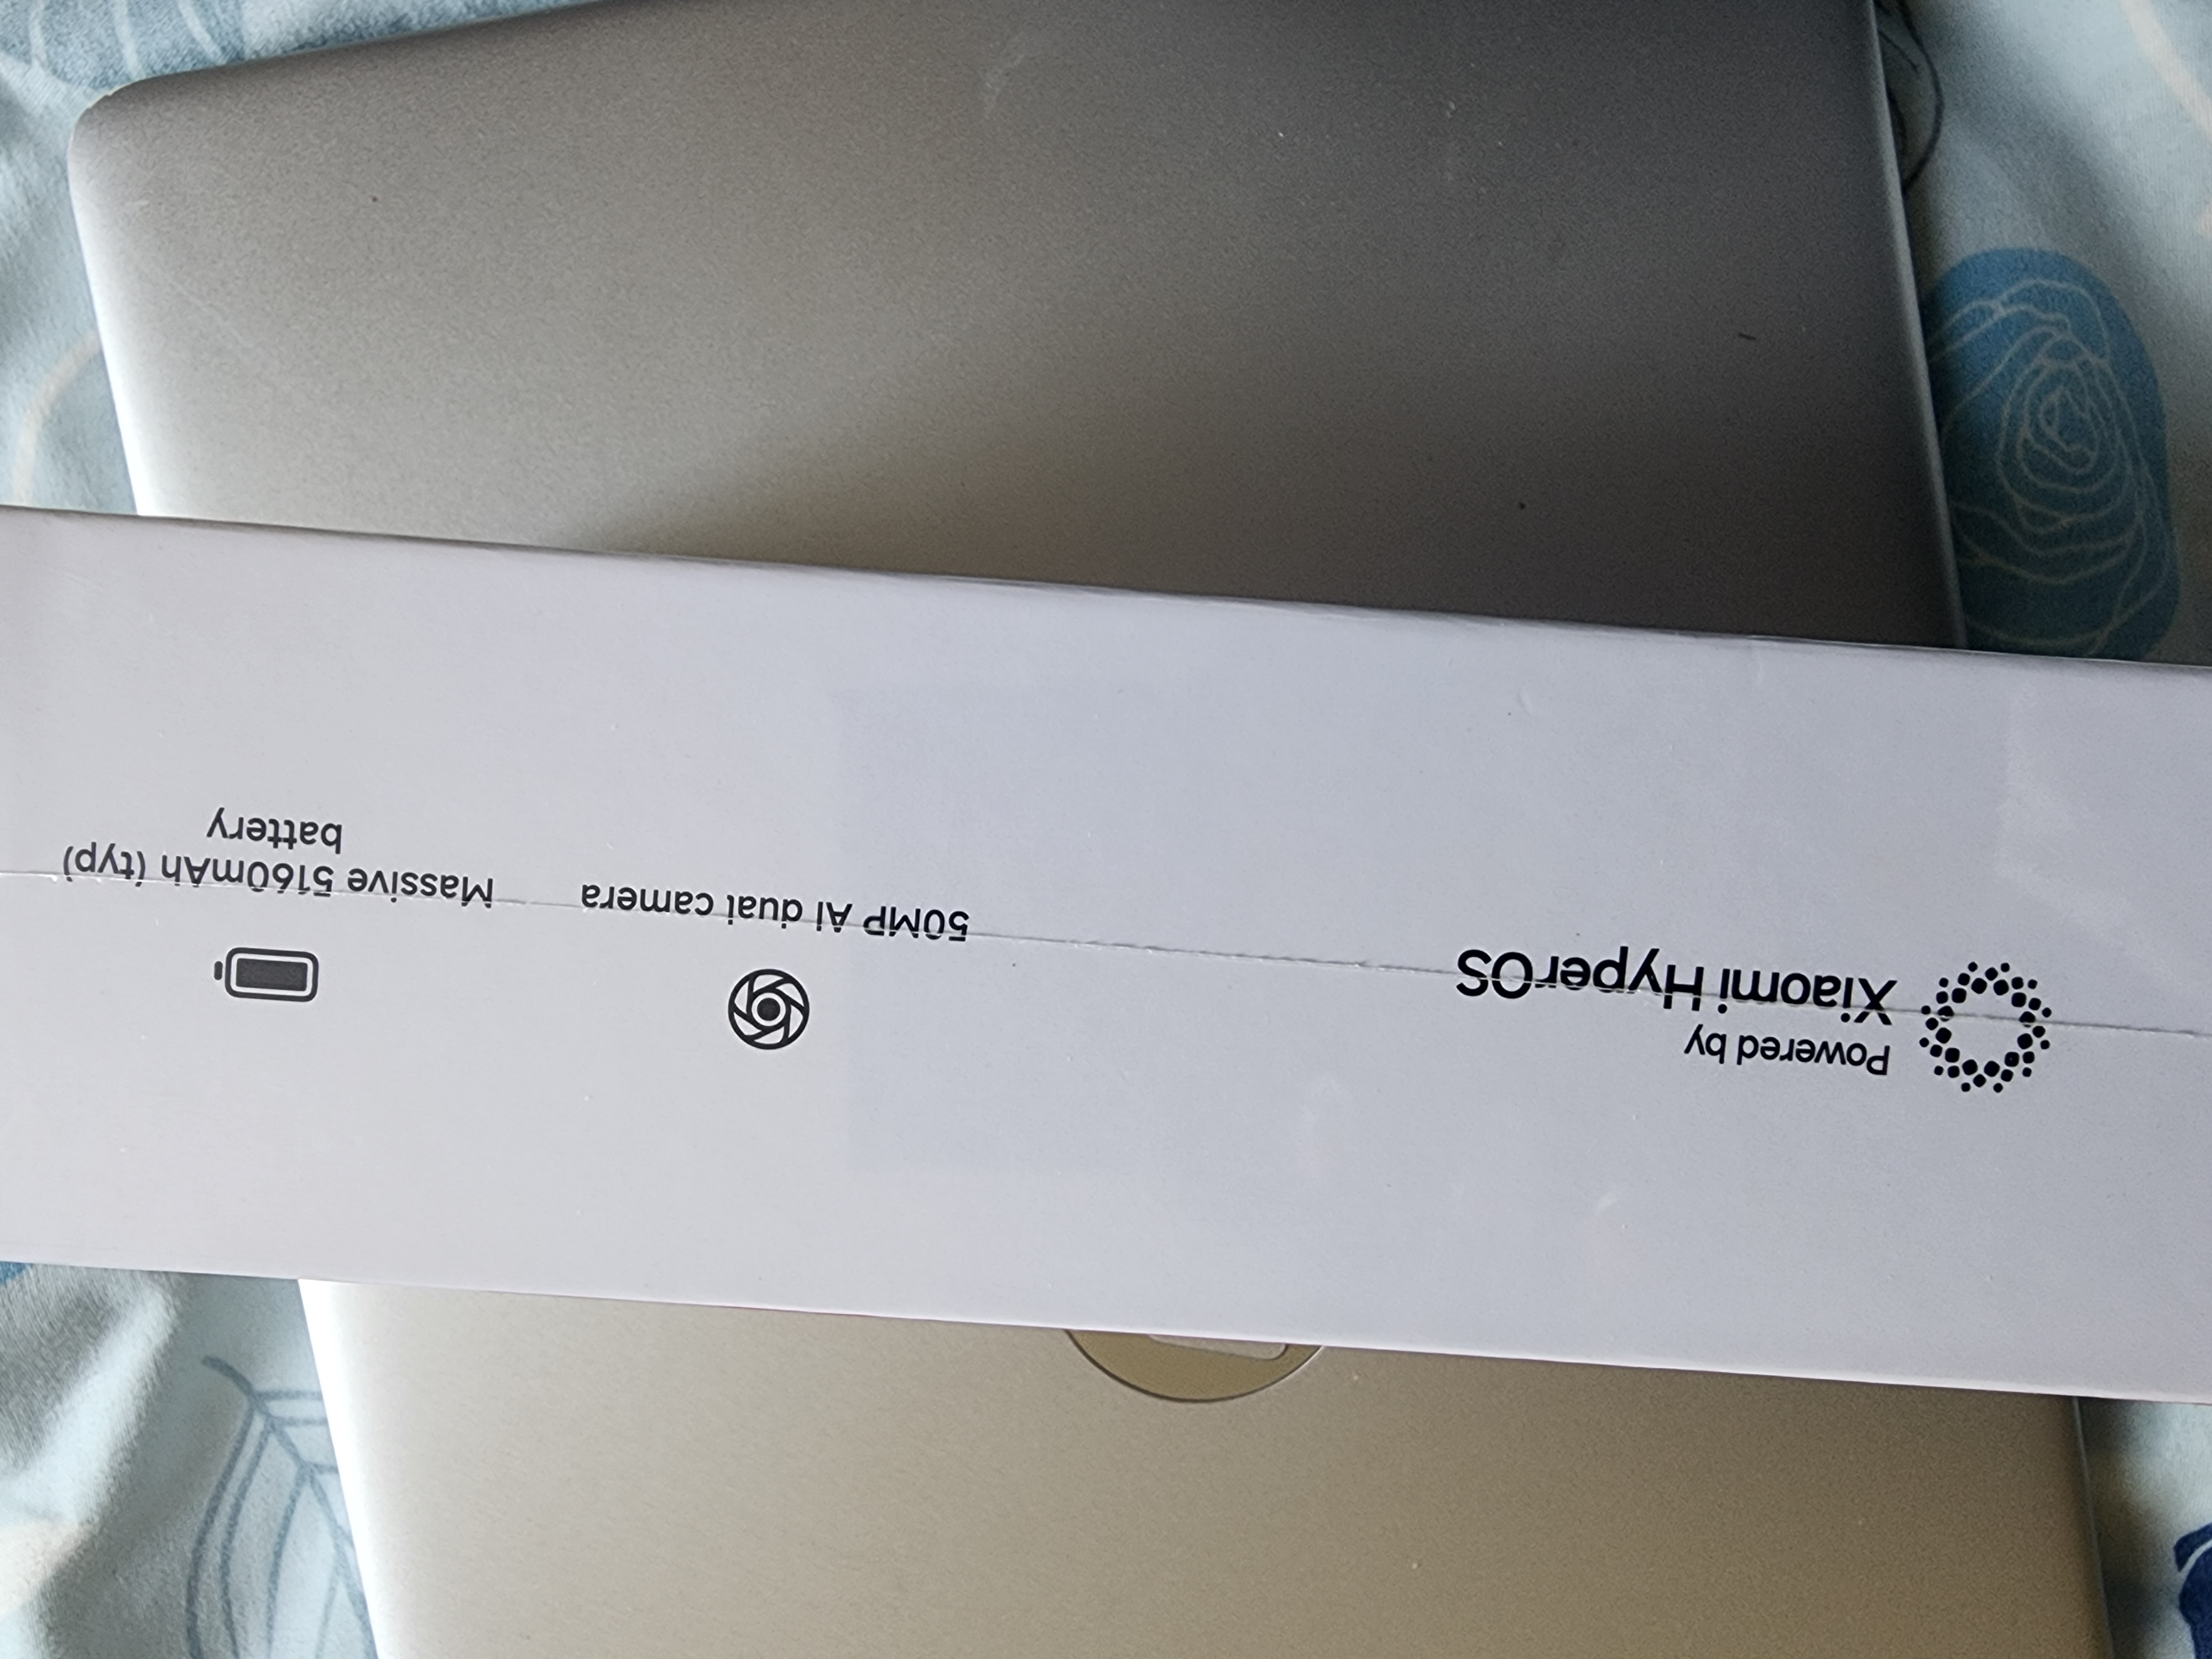 Powered by
Xiaomi HyperOS
50MP AI dual camera
Massive 5160mAh (typ)
battery